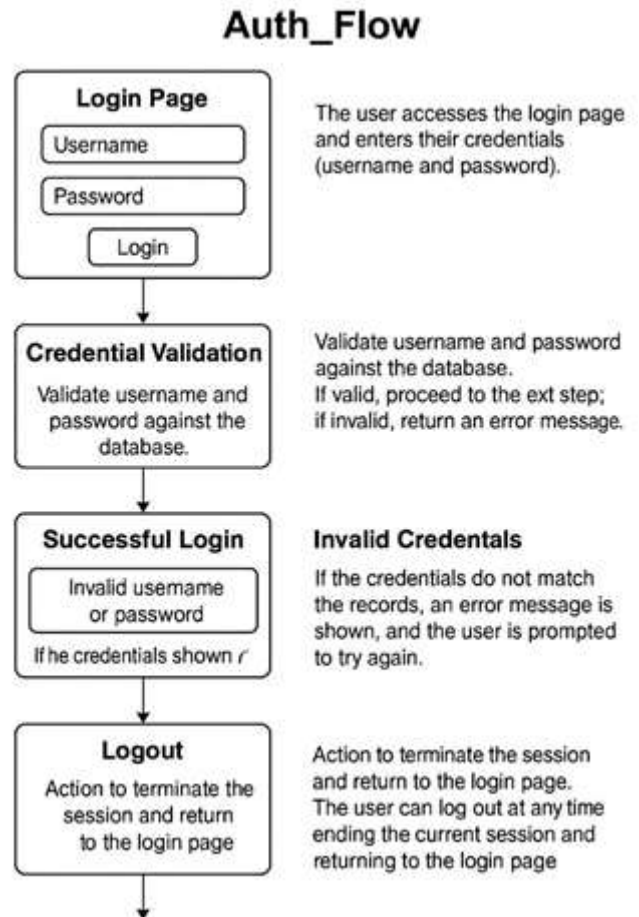 Auth_Flow
Login Page
Username
Password
Login
The user accesses the login page
and enters their credentials
(username and password).
Credential Validation
Validate username and
password against the
database.
Validate username and password
against the database.
If valid, proceed to the ext step;
if invalid, return an error message.
Successful Login
Invalid username
or password
If he credentials shown
Invalid Credentals
If the credentials do not match
the records, an error message is
shown, and the user is prompted
to try again.
Logout
Action to terminate the
session and return
to the login page
Action to terminate the session
and return to the login page.
The user can log out at any time
ending the current session and
returning to the login page